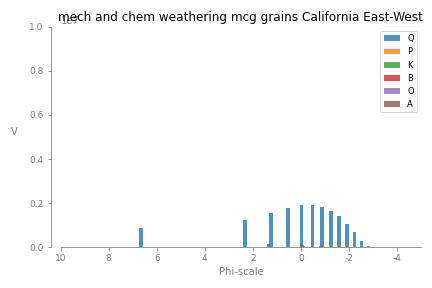 mech and chem weathering mcg grains California East-West
1e7
1.0
0.8
0.6
0.4
0.2
0.0
V
Q
P
K
B
O
A
10 8 6 4 2 0 -2 -4
Phi-scale